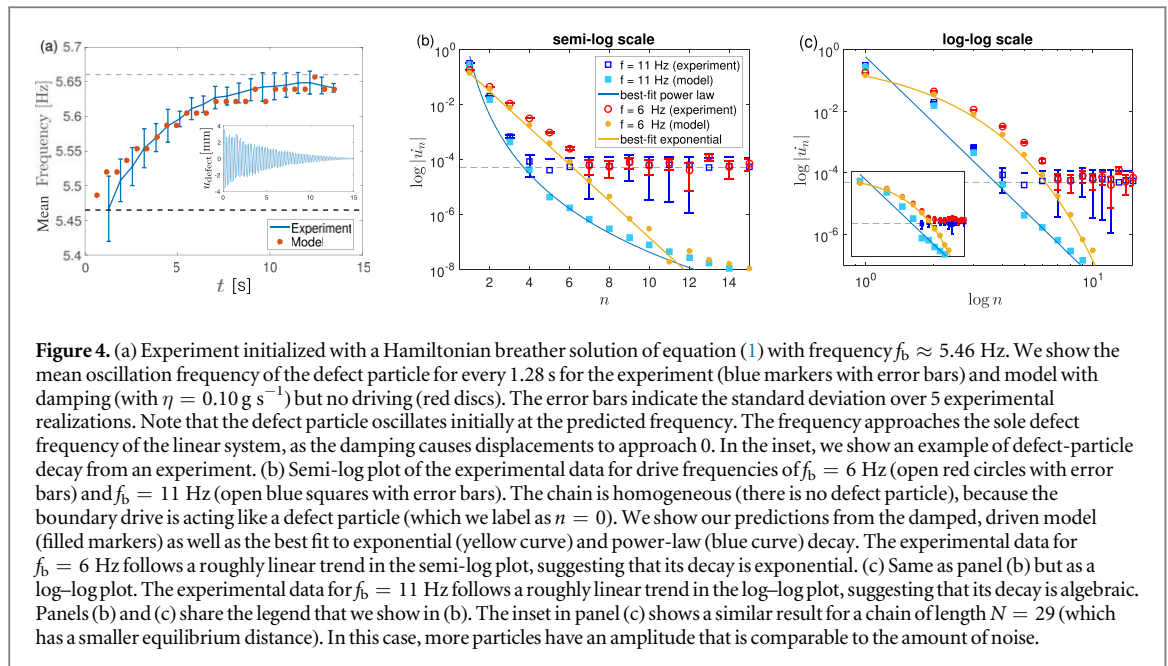 (a)
5.7
5.65
5.6
5.55
5.5
5.45
5.4
Mean Frequency [Hz]
0
5
10
15
t [s]
u_defect [mm]
4
2
0
-2
-4
0
5
10
15
Experiment
Model
(b)
semi-log scale
10^0
10^-2
10^-4
10^-6
10^-8
log |u̇_n|
2
4
6
8
10
12
14
n
f = 11 Hz (experiment)
f = 11 Hz (model)
best-fit power law
f = 6 Hz (experiment)
f = 6 Hz (model)
best-fit exponential
(c)
log-log scale
10^0
10^-2
10^-4
10^-6
log |u̇_n|
10^0
10^1
log n
Figure 4. (a) Experiment initialized with a Hamiltonian breather solution of equation (1) with frequency f_b ≈ 5.46 Hz. We show the
mean oscillation frequency of the defect particle for every 1.28 s for the experiment (blue markers with error bars) and model with
damping (with η = 0.10 g s^−1) but no driving (red discs). The error bars indicate the standard deviation over 5 experimental
realizations. Note that the defect particle oscillates initially at the predicted frequency. The frequency approaches the sole defect
frequency of the linear system, as the damping causes displacements to approach 0. In the inset, we show an example of defect-particle
decay from an experiment. (b) Semi-log plot of the experimental data for drive frequencies of f_b = 6 Hz (open red circles with error
bars) and f_b = 11 Hz (open blue squares with error bars). The chain is homogeneous (there is no defect particle), because the
boundary drive is acting like a defect particle (which we label as n = 0). We show our predictions from the damped, driven model
(filled markers) as well as the best fit to exponential (yellow curve) and power-law (blue curve) decay. The experimental data for
f_b = 6 Hz follows a roughly linear trend in the semi-log plot, suggesting that its decay is exponential. (c) Same as panel (b) but as a
log–log plot. The experimental data for f_b = 11 Hz follows a roughly linear trend in the log–log plot, suggesting that its decay is algebraic.
Panels (b) and (c) share the legend that we show in (b). The inset in panel (c) shows a similar result for a chain of length N = 29 (which
has a smaller equilibrium distance). In this case, more particles have an amplitude that is comparable to the amount of noise.